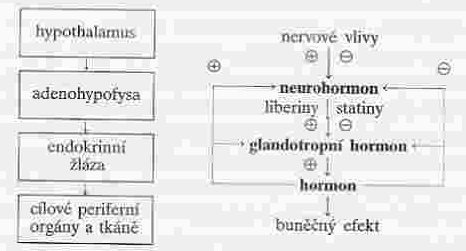 hypothalamus
adenohypofysa
endokrinní
žláza
cílové periferní
orgány a tkáně
nervové vlivy
⊕ ⊖
⊕ ⊖
neurohormon
liberiny statiny
⊕ ⊖
glandotropní hormon
⊕
hormon
buněčný efekt